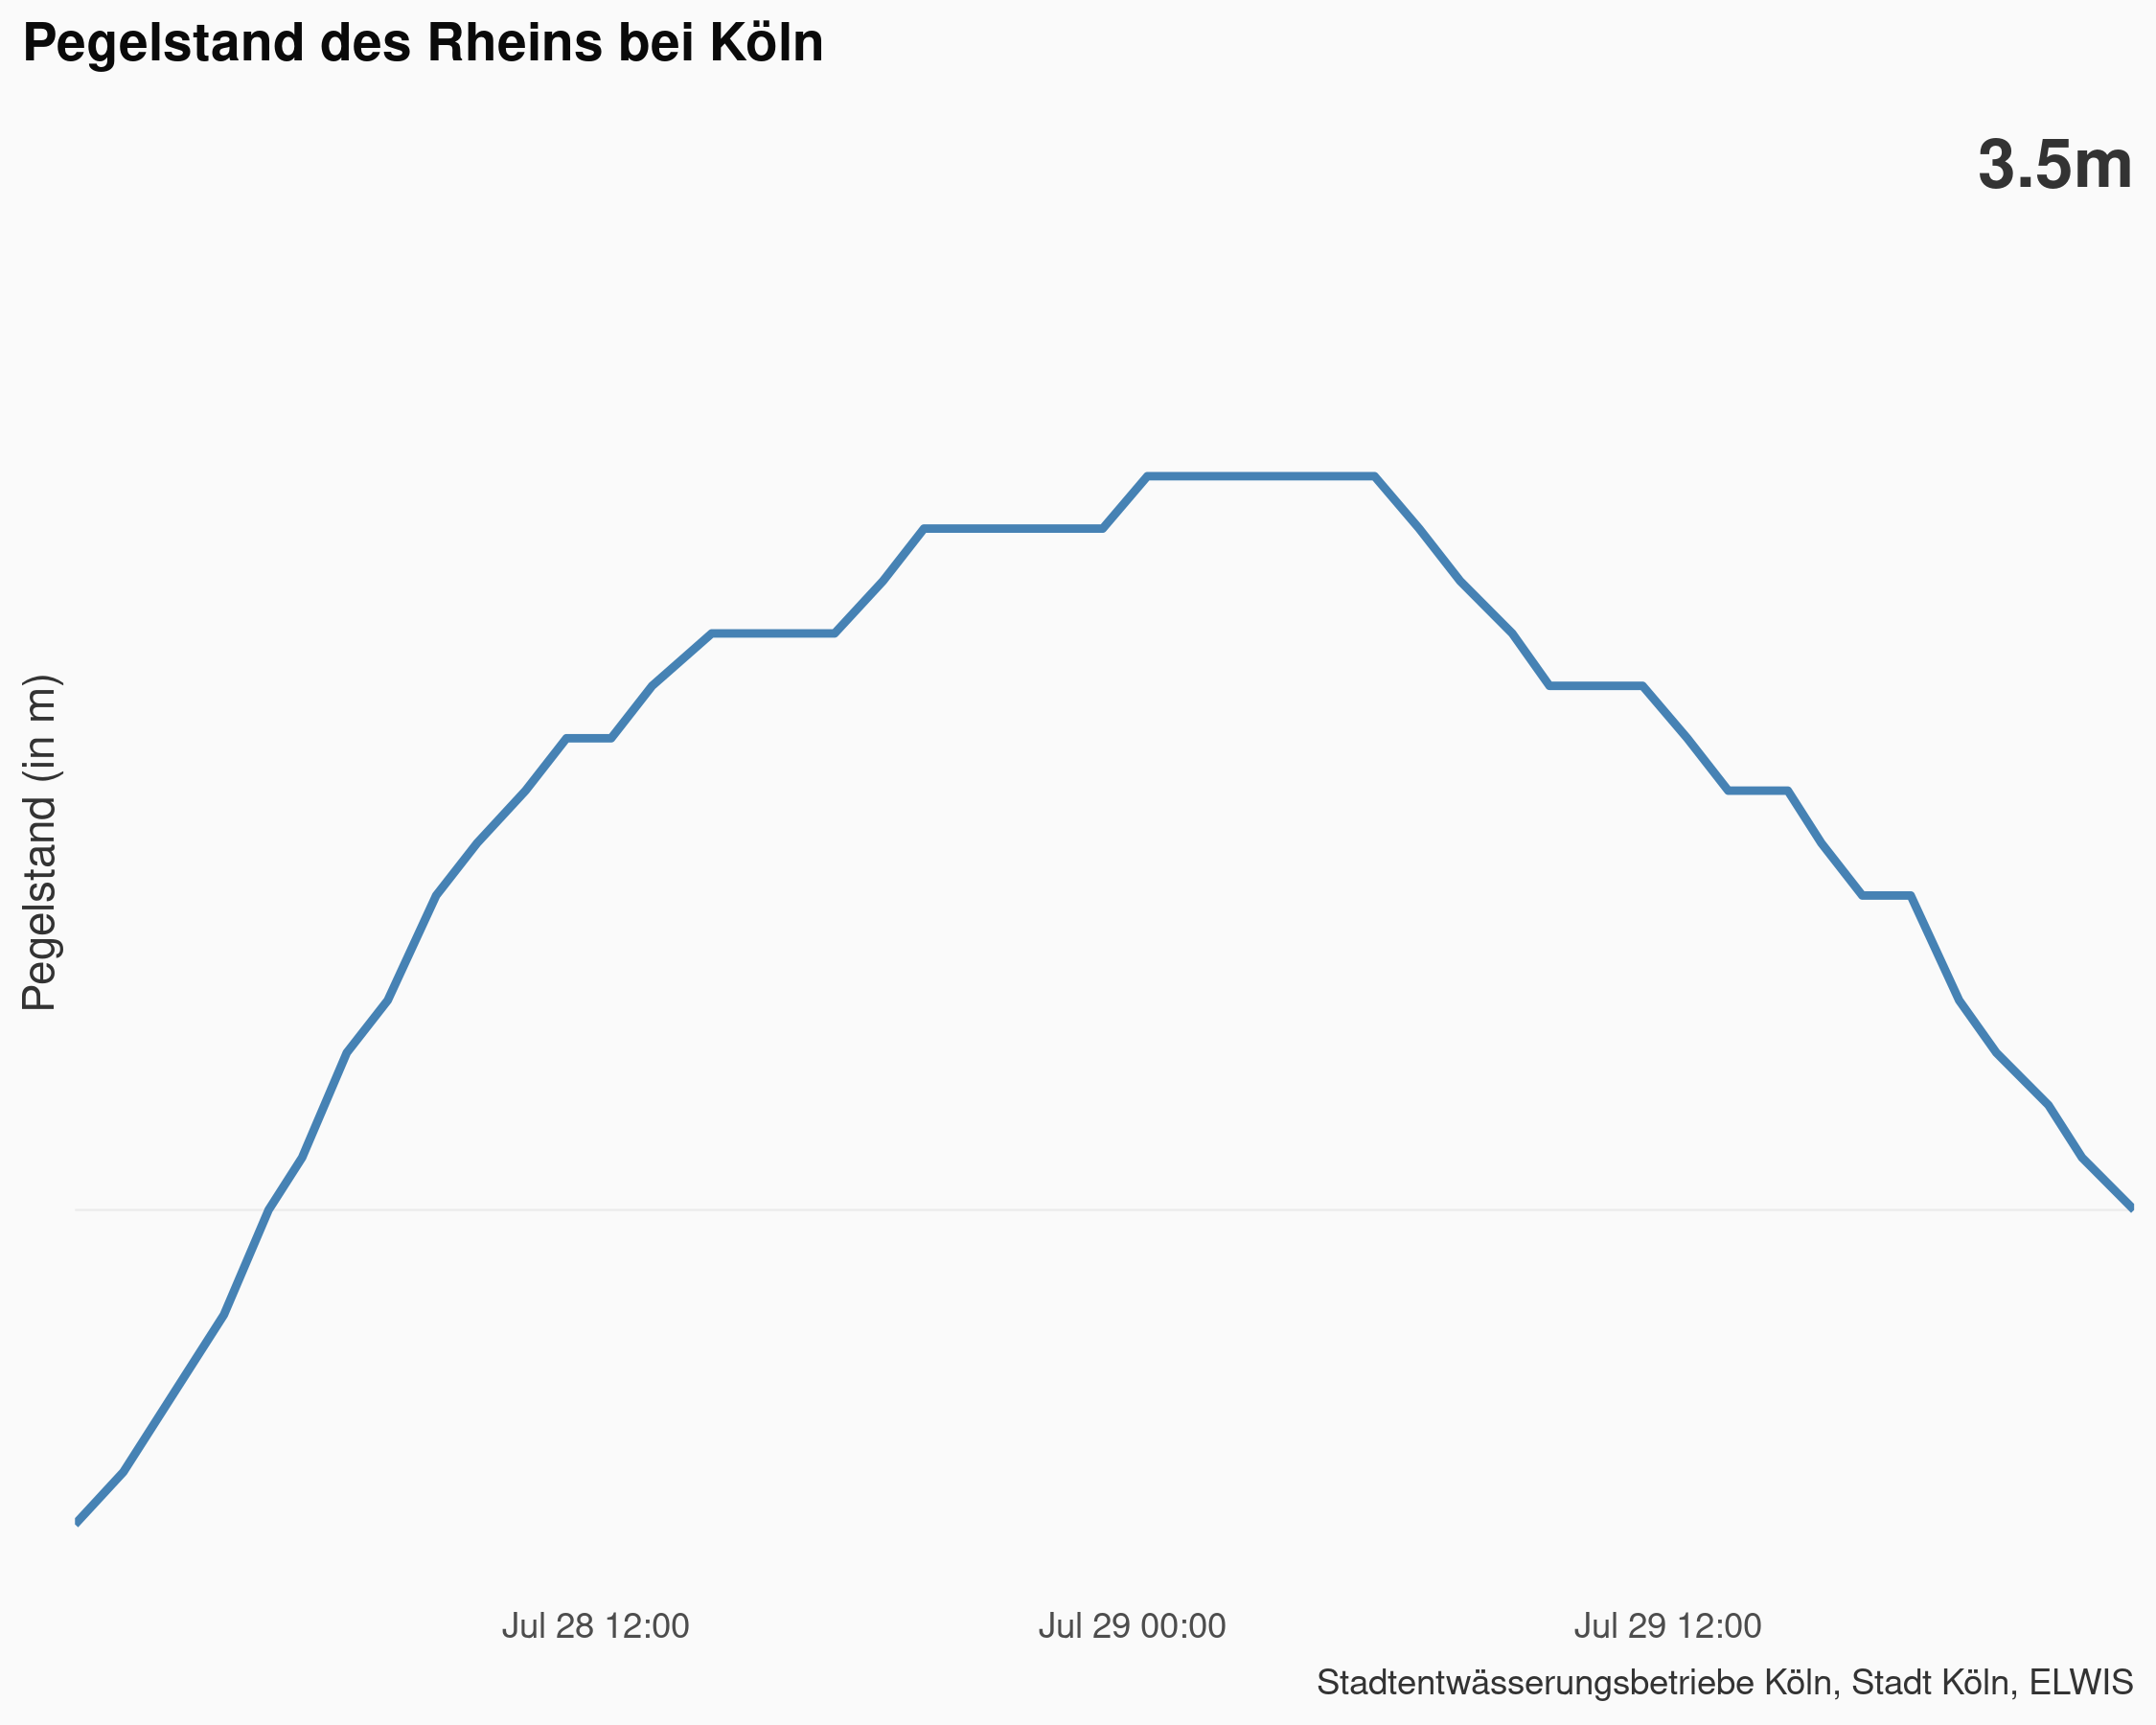 Pegelstand des Rheins bei Köln
3.5m
Pegelstand (in m)
Jul 28 12:00
Jul 29 00:00
Jul 29 12:00
Stadtentwässerungsbetriebe Köln, Stadt Köln, ELWIS